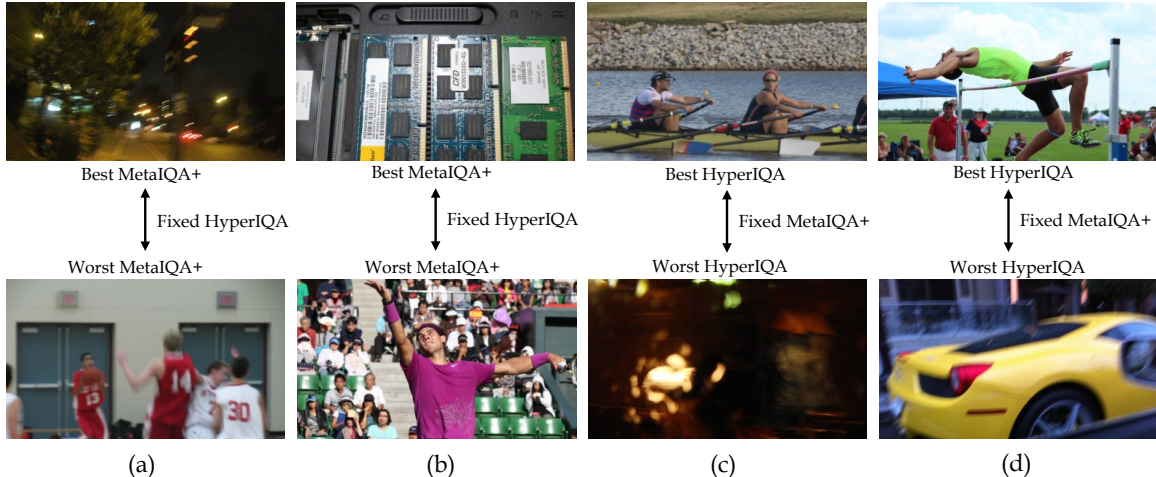 CFD
Best MetaIQA+
Best MetaIQA+
Best HyperIQA
Best HyperIQA
Fixed HyperIQA
Fixed HyperIQA
Fixed MetaIQA+
Fixed MetaIQA+
Worst MetaIQA+
Worst MetaIQA+
Worst HyperIQA
Worst HyperIQA
14
13
30
(a)
(b)
(c)
(d)